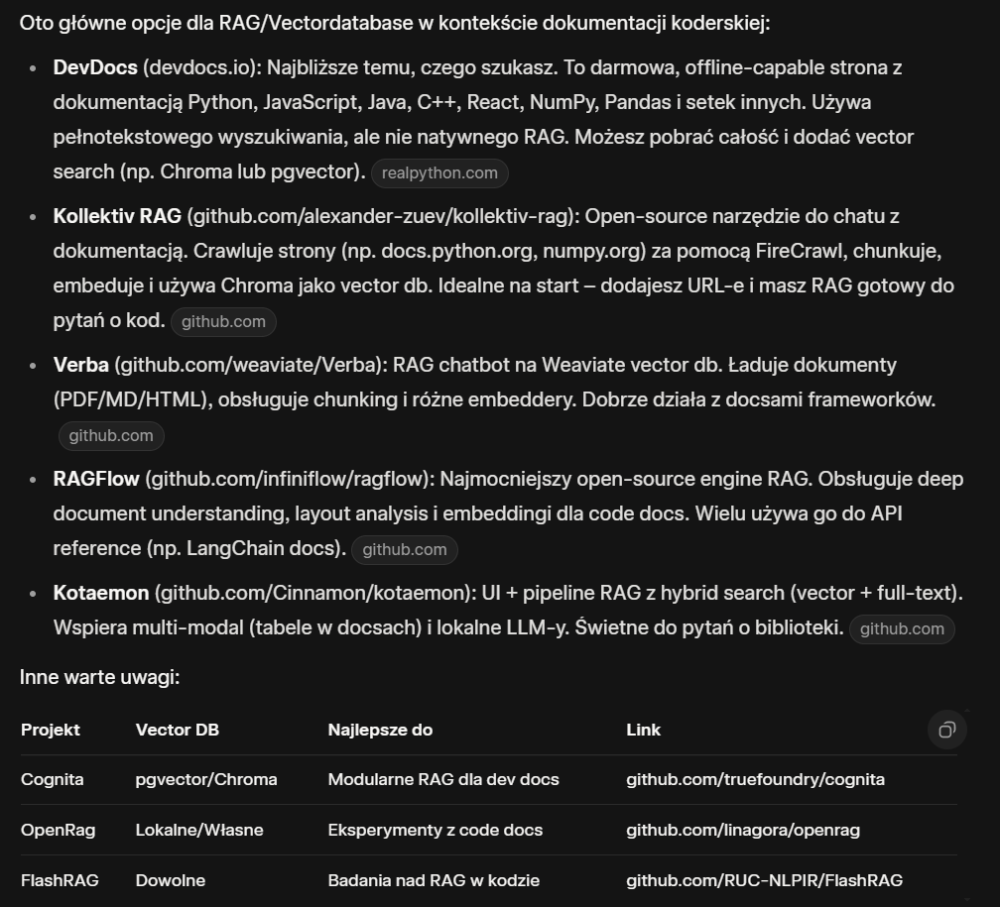 Oto główne opcje dla RAG/Vectordatabase w kontekście dokumentacji koderskiej:
• DevDocs (devdocs.io): Najbliższe temu, czego szukasz. To darmowa, offline-capable strona z
dokumentacją Python, JavaScript, Java, C++, React, NumPy, Pandas i setek innych. Używa
pełnotekstowego wyszukiwania, ale nie natywnego RAG. Możesz pobrać całość i dodać vector
search (np. Chroma lub pgvector). realpython.com
• Kollektiv RAG (github.com/alexander-zuev/kollektiv-rag): Open-source narzędzie do chatu z
dokumentacją. Crawluje strony (np. docs.python.org, numpy.org) za pomocą FireCrawl, chunkuje,
embeduje i używa Chroma jako vector db. Idealne na start – dodajesz URL-e i masz RAG gotowy do
pytań o kod. github.com
• Verba (github.com/weaviate/Verba): RAG chatbot na Weaviate vector db. Ładuje dokumenty
(PDF/MD/HTML), obsługuje chunking i różne embeddery. Dobrze działa z docsami frameworków.
github.com
• RAGFlow (github.com/infiniflow/ragflow): Najmocniejszy open-source engine RAG. Obsługuje deep
document understanding, layout analysis i embeddingi dla code docs. Wielu używa go do API
reference (np. LangChain docs). github.com
• Kotaemon (github.com/Cinnamon/kotaemon): UI + pipeline RAG z hybrid search (vector + full-text).
Wspiera multi-modal (tabele w docsach) i lokalne LLM-y. Świetne do pytań o biblioteki. github.com
Inne warte uwagi:
Projekt Vector DB Najlepsze do Link
Cognita pgvector/Chroma Modularne RAG dla dev docs github.com/truefoundry/cognita
OpenRag Lokalne/Własne Eksperymenty z code docs github.com/linagora/openrag
FlashRAG Dowolne Badania nad RAG w kodzie github.com/RUC-NLPIR/FlashRAG